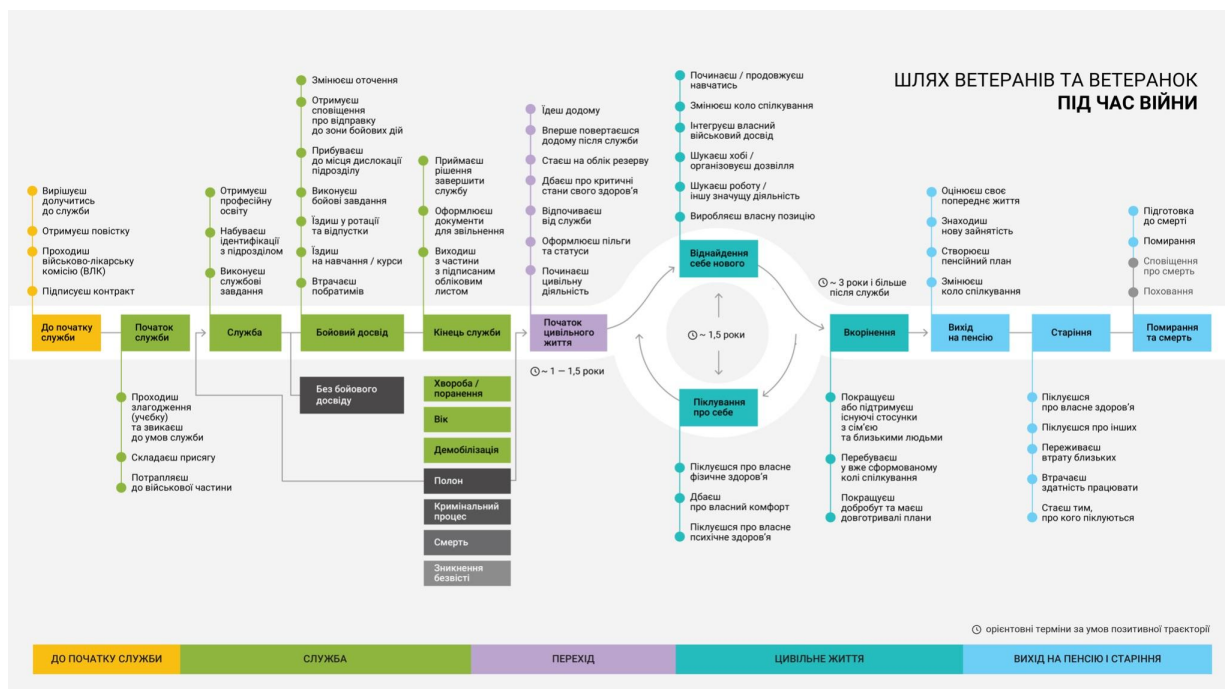 ШЛЯХ ВЕТЕРАНІВ ТА ВЕТЕРАНОК
ПІД ЧАС ВІЙНИ
Вирішуєш
долучитись
до служби
Отримуєш повістку
Проходиш
військово-лікарську
комісію (ВЛК)
Підписуєш контракт
До початку
служби
Початок
служби
Проходиш
злагодження
(учєбку)
та звикаєш
до умов служби
Складаєш присягу
Потрапляєш
до військової частини
Отримуєш
професійну
освіту
Набуваєш
ідентифікації
з підрозділом
Виконуєш
службові
завдання
Служба
Змінюєш оточення
Отримуєш
сповіщення
про відправку
до зони бойових дій
Прибуваєш
до місця дислокації
підрозділу
Виконуєш
бойові завдання
Їздиш у ротації
та відпустки
Їздиш
на навчання / курси
Втрачаєш
побратимів
Бойовий досвід
Без бойового
досвіду
Приймаєш
рішення
завершити
службу
Оформлюєш
документи
для звільнення
Виходиш
з частини
з підписаним
обліковим
листом
Кінець служби
Хвороба /
поранення
Вік
Демобілізація
Полон
Кримінальний
процес
Смерть
Зникнення
безвісті
Їдеш додому
Вперше повертаєшся
додому після служби
Стаєш на облік резерву
Дбаєш про критичні
стани свого здоров'я
Відпочиваєш
від служби
Оформлюєш пільги
та статуси
Починаєш
цивільну
діяльність
Початок
цивільного
життя
~ 1 – 1,5 роки
Починаєш / продовжуєш
навчатись
Змінюєш коло спілкування
Інтегруєш власний
військовий досвід
Шукаєш хобі /
організовуєш дозвілля
Шукаєш роботу /
іншу значущу діяльність
Виробляєш власну позицію
Віднайдення
себе нового
~ 1,5 роки
Піклування
про себе
Піклуєшся про власне
фізичне здоров'я
Дбаєш
про власний комфорт
Піклуєшся про власне
психічне здоров'я
~ 3 роки і більше
після служби
Вкорінення
Покращуєш
або підтримуєш
існуючі стосунки
з сім'єю
та близькими людьми
Перебуваєш
у вже сформованому
колі спілкування
Покращуєш
добробут та маєш
довготривалі плани
Оцінюєш своє
попереднє життя
Знаходиш
нову зайнятість
Створюєш
пенсійний план
Змінюєш
коло спілкування
Вихід
на пенсію
Старіння
Піклуєшся
про власне здоров'я
Піклуєшся про інших
Переживаєш
втрату близьких
Втрачаєш
здатність працювати
Стаєш тим,
про кого піклуються
Підготовка
до смерті
Помирання
Сповіщення
про смерть
Поховання
Помирання
та смерть
орієнтовні терміни за умов позитивної траєкторії
ДО ПОЧАТКУ СЛУЖБИ
СЛУЖБА
ПЕРЕХІД
ЦИВІЛЬНЕ ЖИТТЯ
ВИХІД НА ПЕНСІЮ І СТАРІННЯ